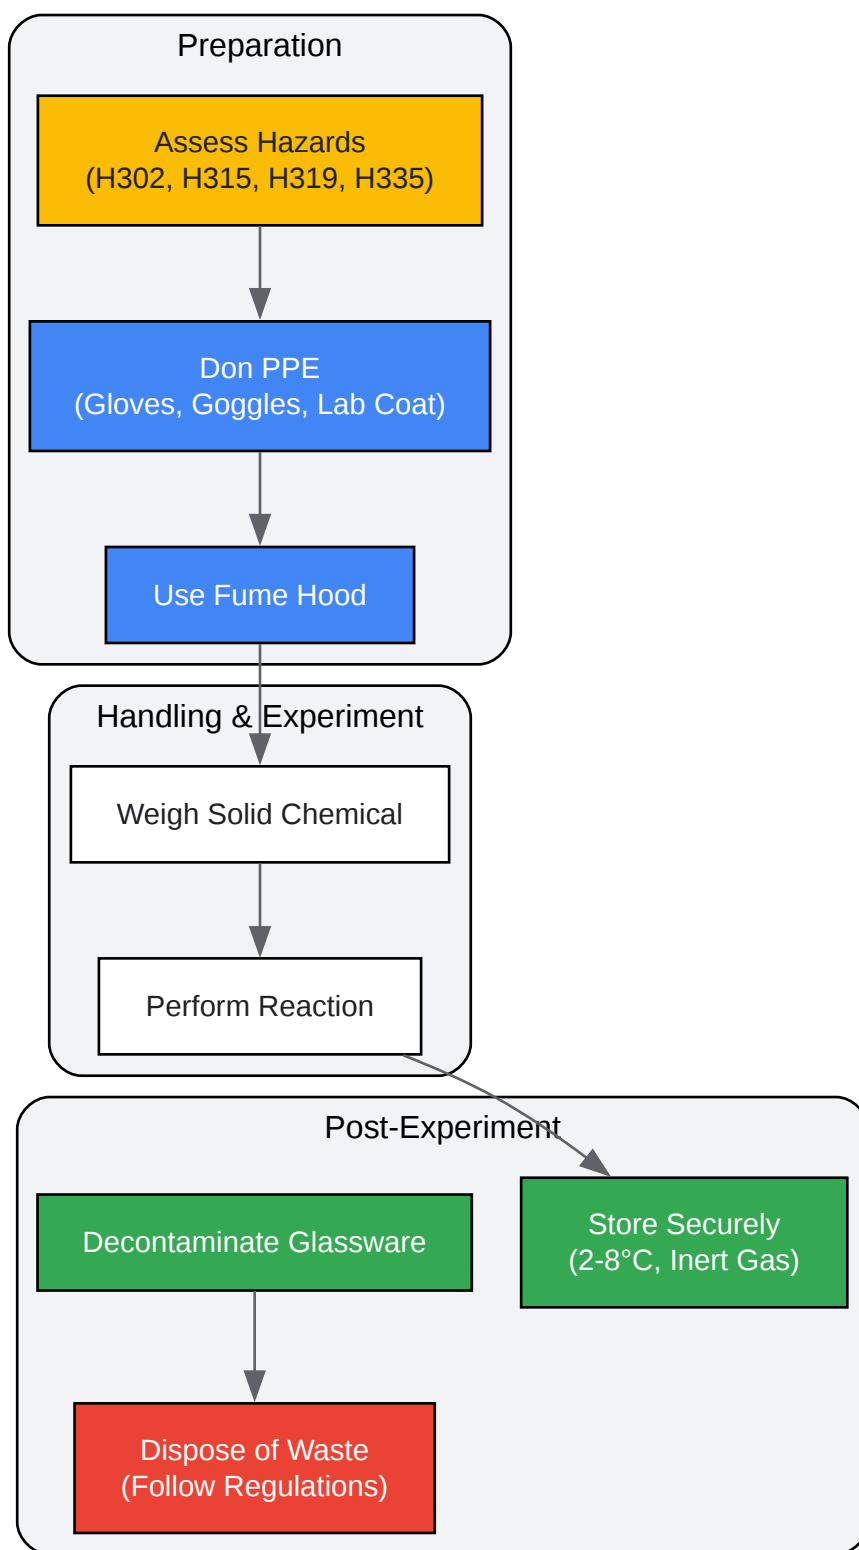 Preparation
Assess Hazards
(H302, H315, H319, H335)
Don PPE
(Gloves, Goggles, Lab Coat)
Use Fume Hood
Handling & Experiment
Weigh Solid Chemical
Perform Reaction
Post-Experiment
Decontaminate Glassware
Store Securely
(2-8°C, Inert Gas)
Dispose of Waste
(Follow Regulations)